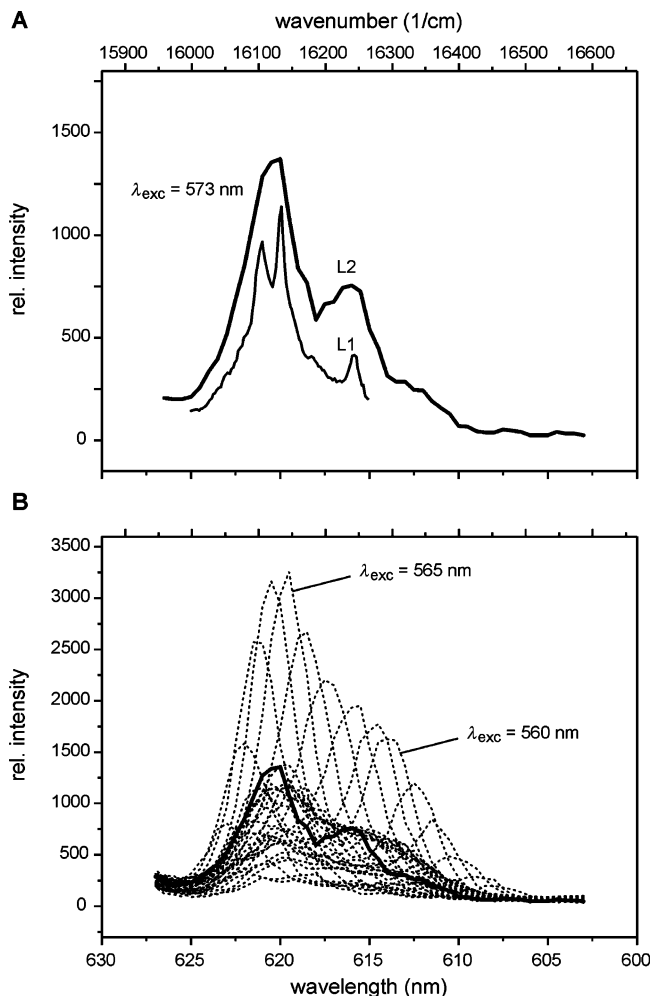 wavenumber (1/cm)
A
15900 16000 16100 16200 16300 16400 16500 16600
1500
λexc = 573 nm
1000
L2
rel. intensity
500
L1
0
B
3500
λexc = 565 nm
3000
2500
2000
rel. intensity
λexc = 560 nm
1500
1000
500
0
630 625 620 615 610 605 600
wavelength (nm)